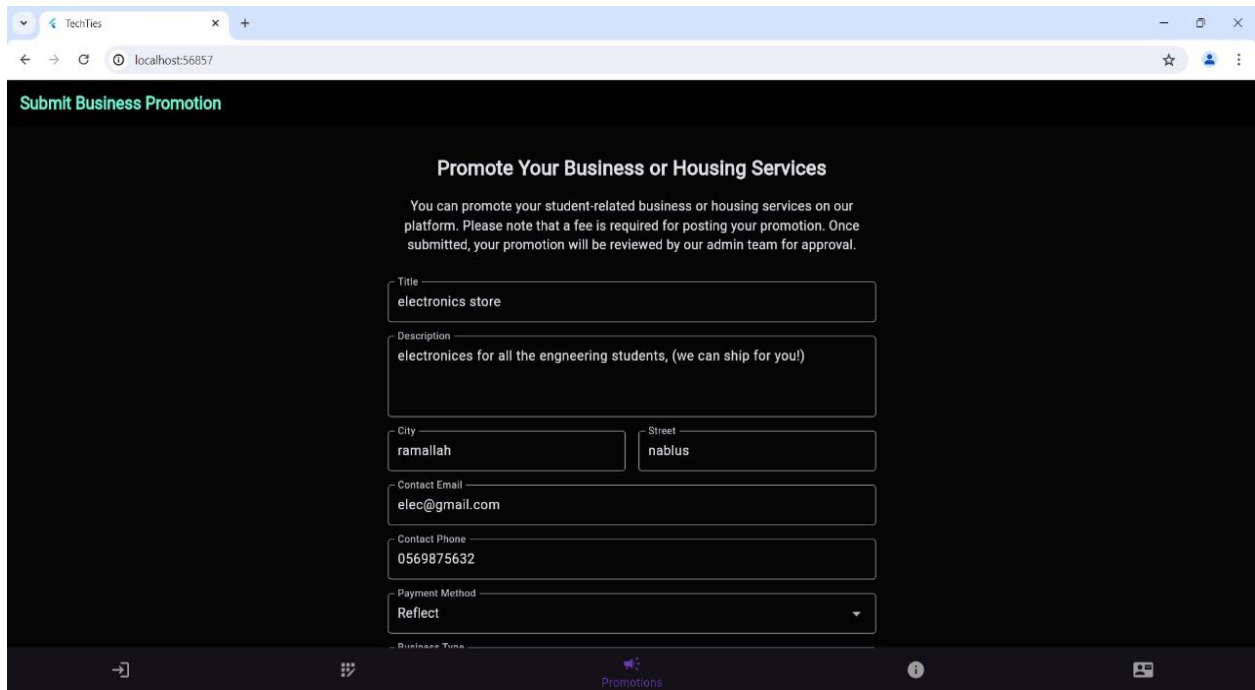 TechTies
localhost:56857
Submit Business Promotion
Promote Your Business or Housing Services
You can promote your student-related business or housing services on our
platform. Please note that a fee is required for posting your promotion. Once
submitted, your promotion will be reviewed by our admin team for approval.
Title
electronics store
Description
electronices for all the engneering students, (we can ship for you!)
City
ramallah
Street
nablus
Contact Email
elec@gmail.com
Contact Phone
0569875632
Payment Method
Reflect
Business Type
Promotions